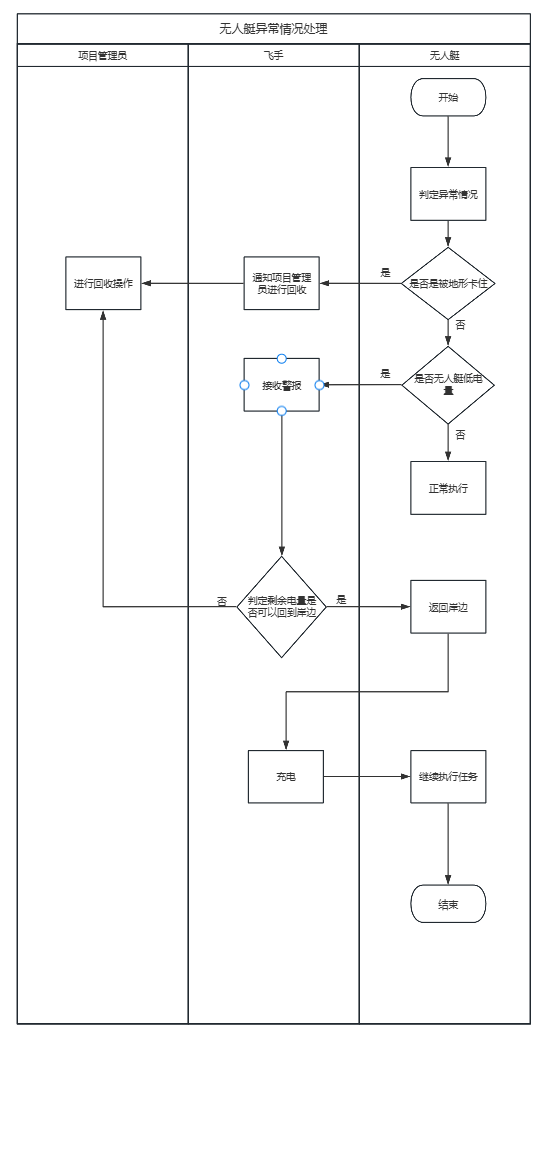 无人艇异常情况处理
项目管理员
飞手
无人艇
开始
判定异常情况
是否是被地形卡住
是
通知项目管理
员进行回收
进行回收操作
否
是否无人艇低电
量
是
接收警报
否
正常执行
判定剩余电量是
否可以回到岸边
否
是
返回岸边
充电
继续执行任务
结束